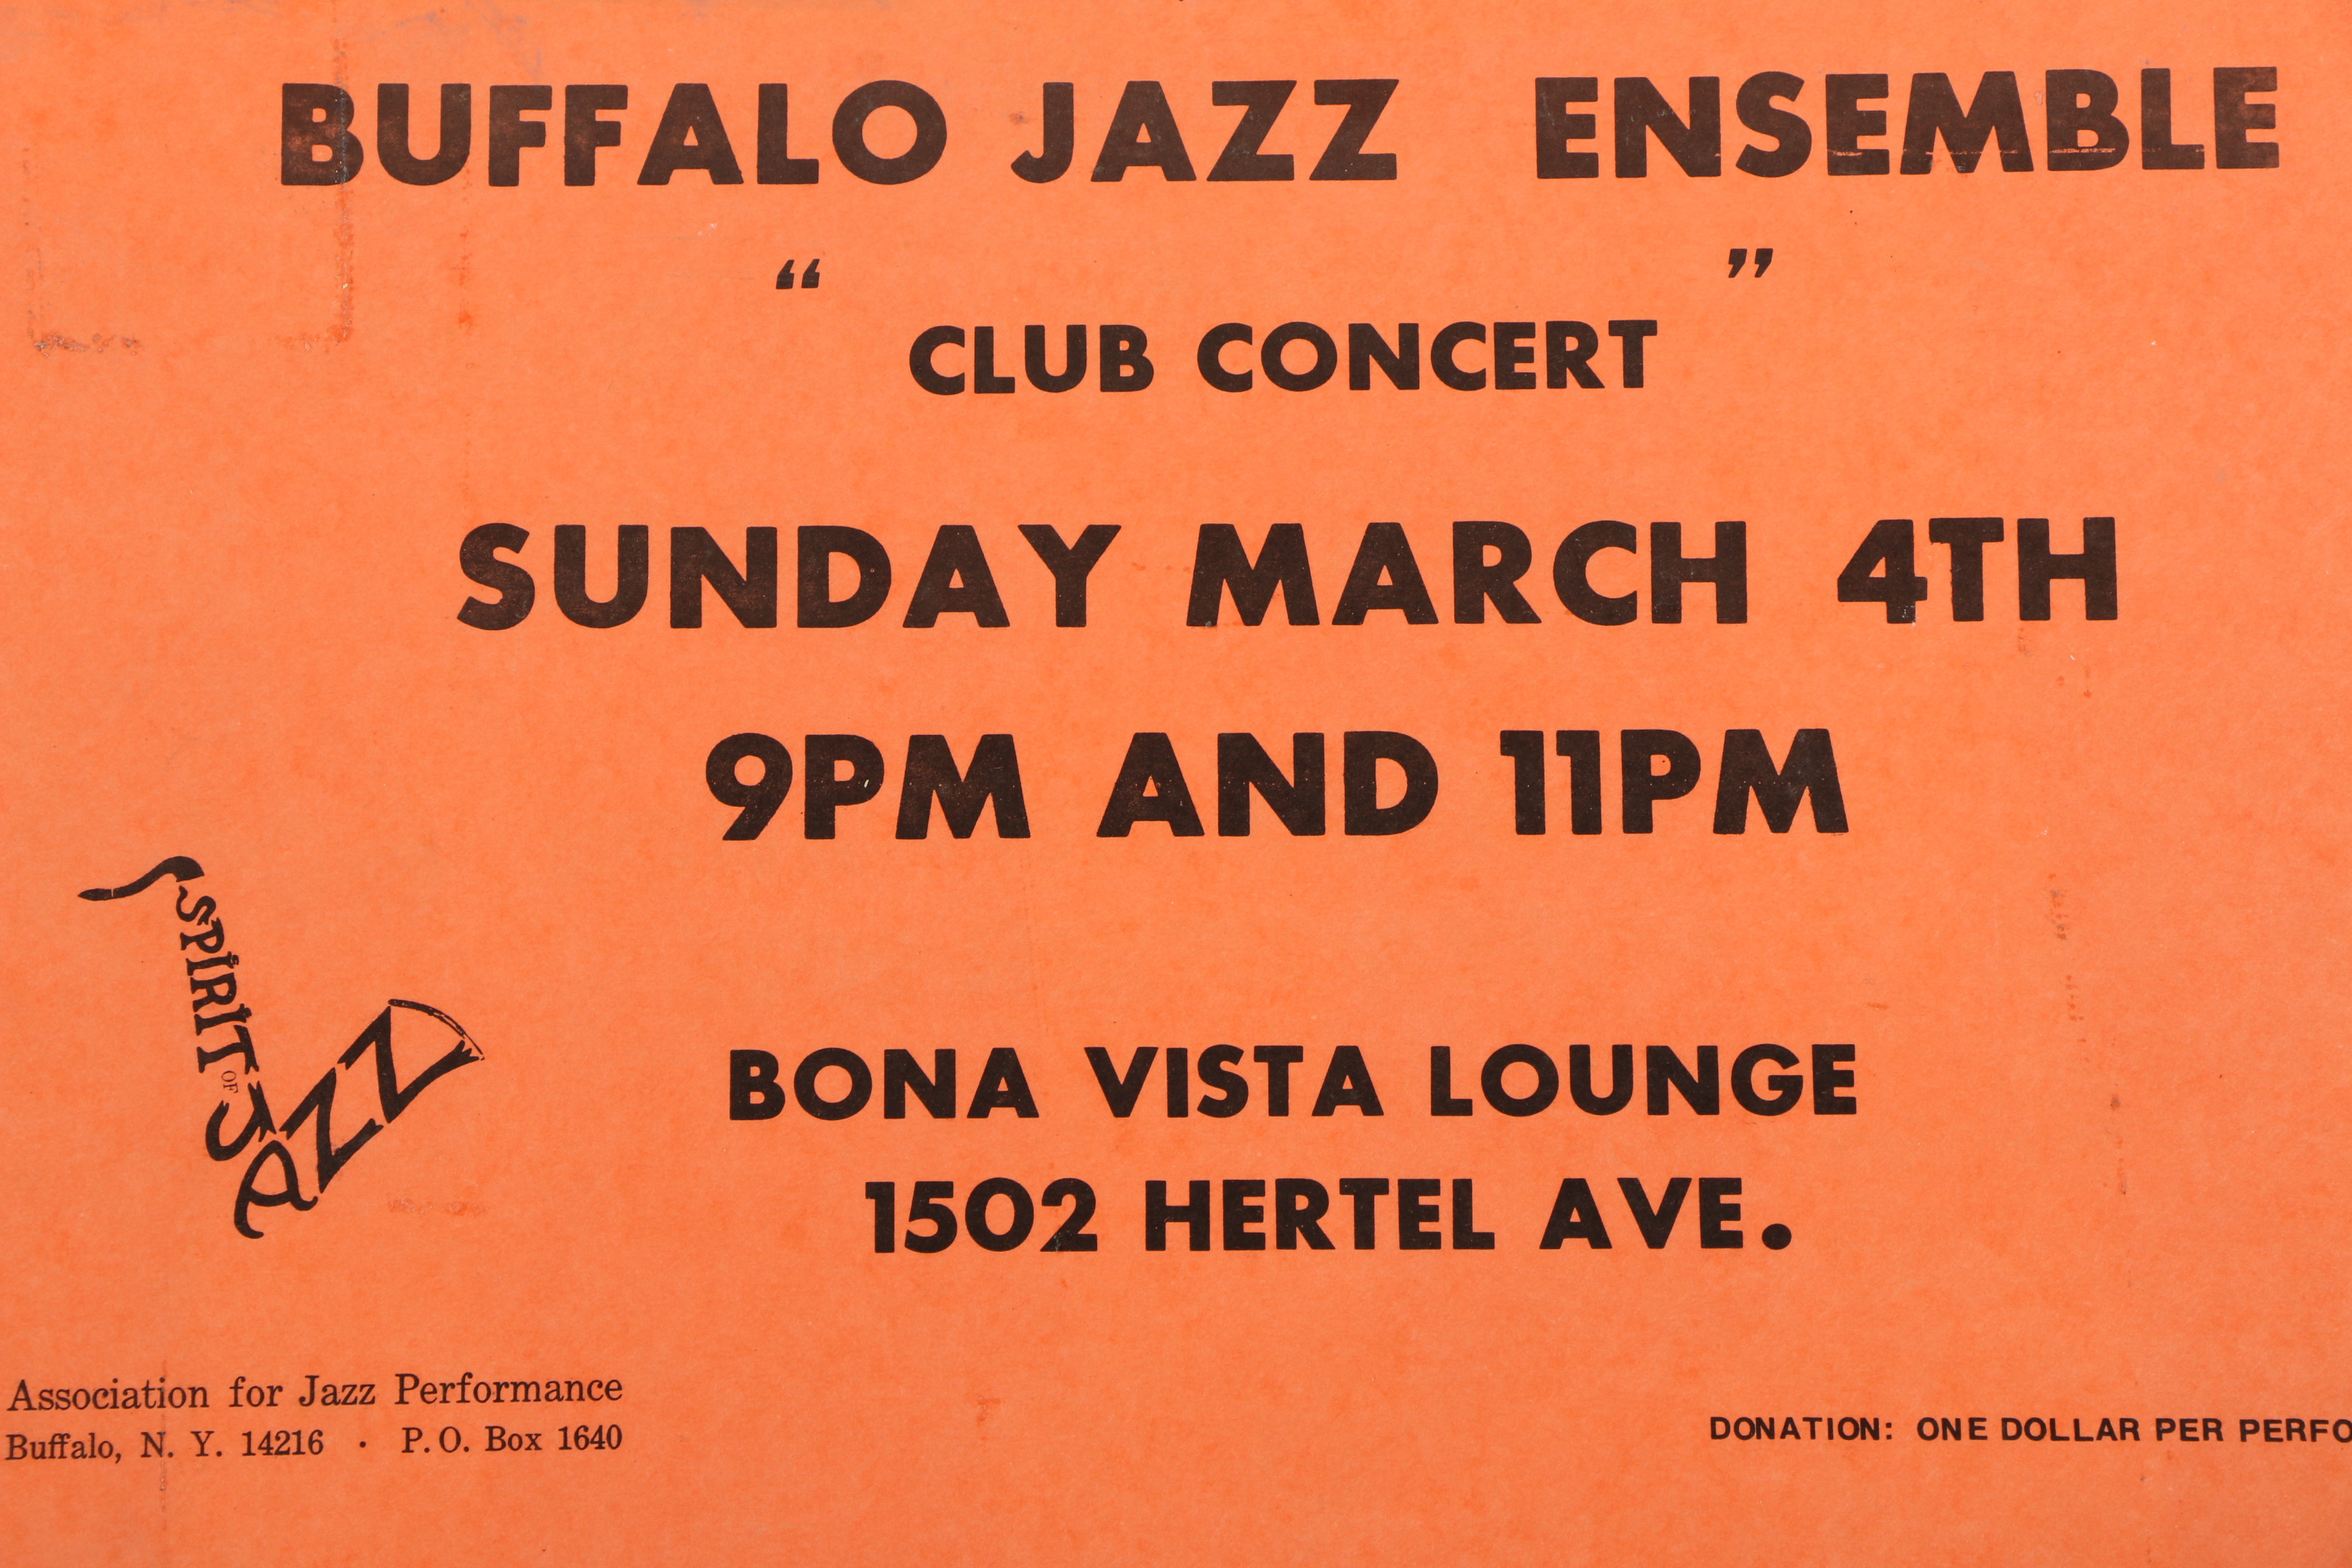 BUFFALO JAZZ ENSEMBLE
“ ”
CLUB CONCERT
SUNDAY MARCH 4TH
9PM AND 11PM
SPIRIT
OF
JAZZ
BONA VISTA LOUNGE
1502 HERTEL AVE.
Association for Jazz Performance
Buffalo, N. Y. 14216 · P. O. Box 1640
DONATION: ONE DOLLAR PER PERFO